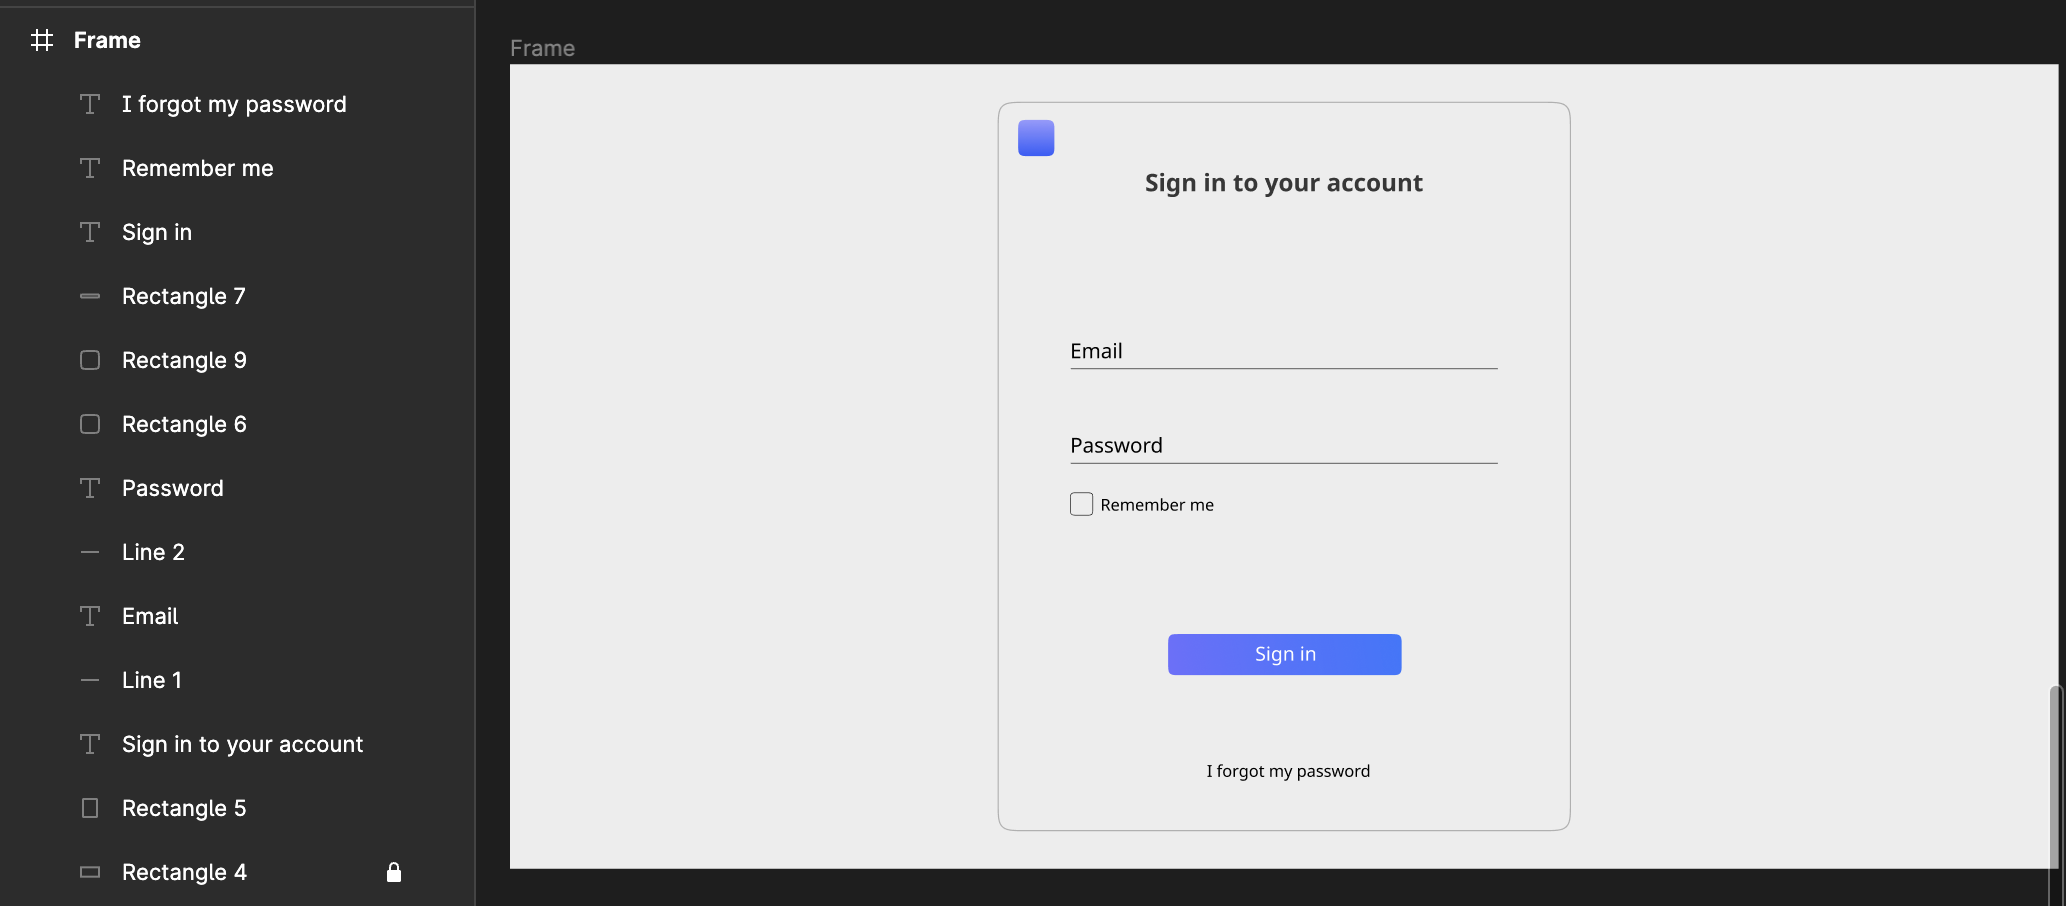 Frame
I forgot my password
Remember me
Sign in
Rectangle 7
Rectangle 9
Rectangle 6
Password
Line 2
Email
Line 1
Sign in to your account
Rectangle 5
Rectangle 4
Frame
Sign in to your account
Email
Password
Remember me
Sign in
I forgot my password